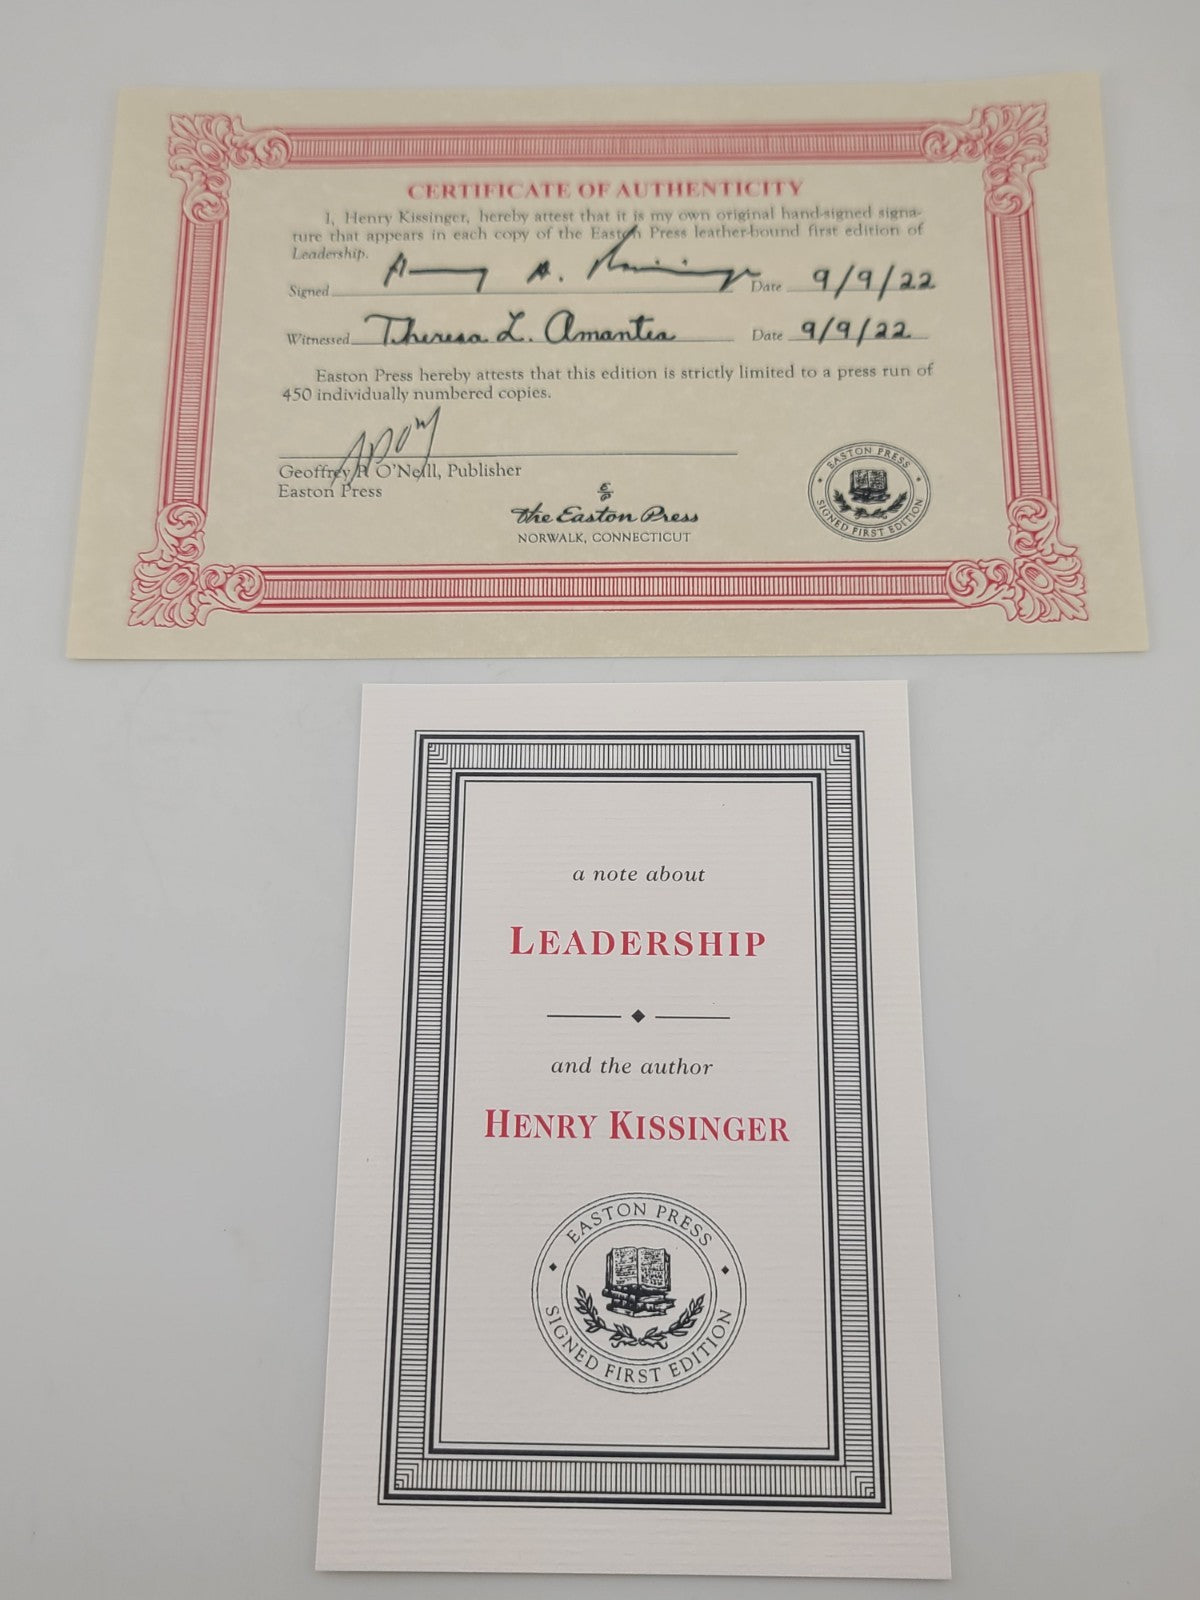 CERTIFICATE OF AUTHENTICITY
I, Henry Kissinger, hereby attest that it is my own original hand-signed signa-
ture that appears in each copy of the Easton Press leather-bound first edition of
Leadership.
Signed Henry A. Kissinger Date 9/9/22
Witnessed Theresa L. Amantea Date 9/9/22
Easton Press hereby attests that this edition is strictly limited to a press run of
450 individually numbered copies.
Geoffrey P. O'Neill, Publisher
Easton Press
E/P
The Easton Press
NORWALK, CONNECTICUT
EASTON PRESS
SIGNED FIRST EDITION
a note about
LEADERSHIP
and the author
HENRY KISSINGER
EASTON PRESS
SIGNED FIRST EDITION